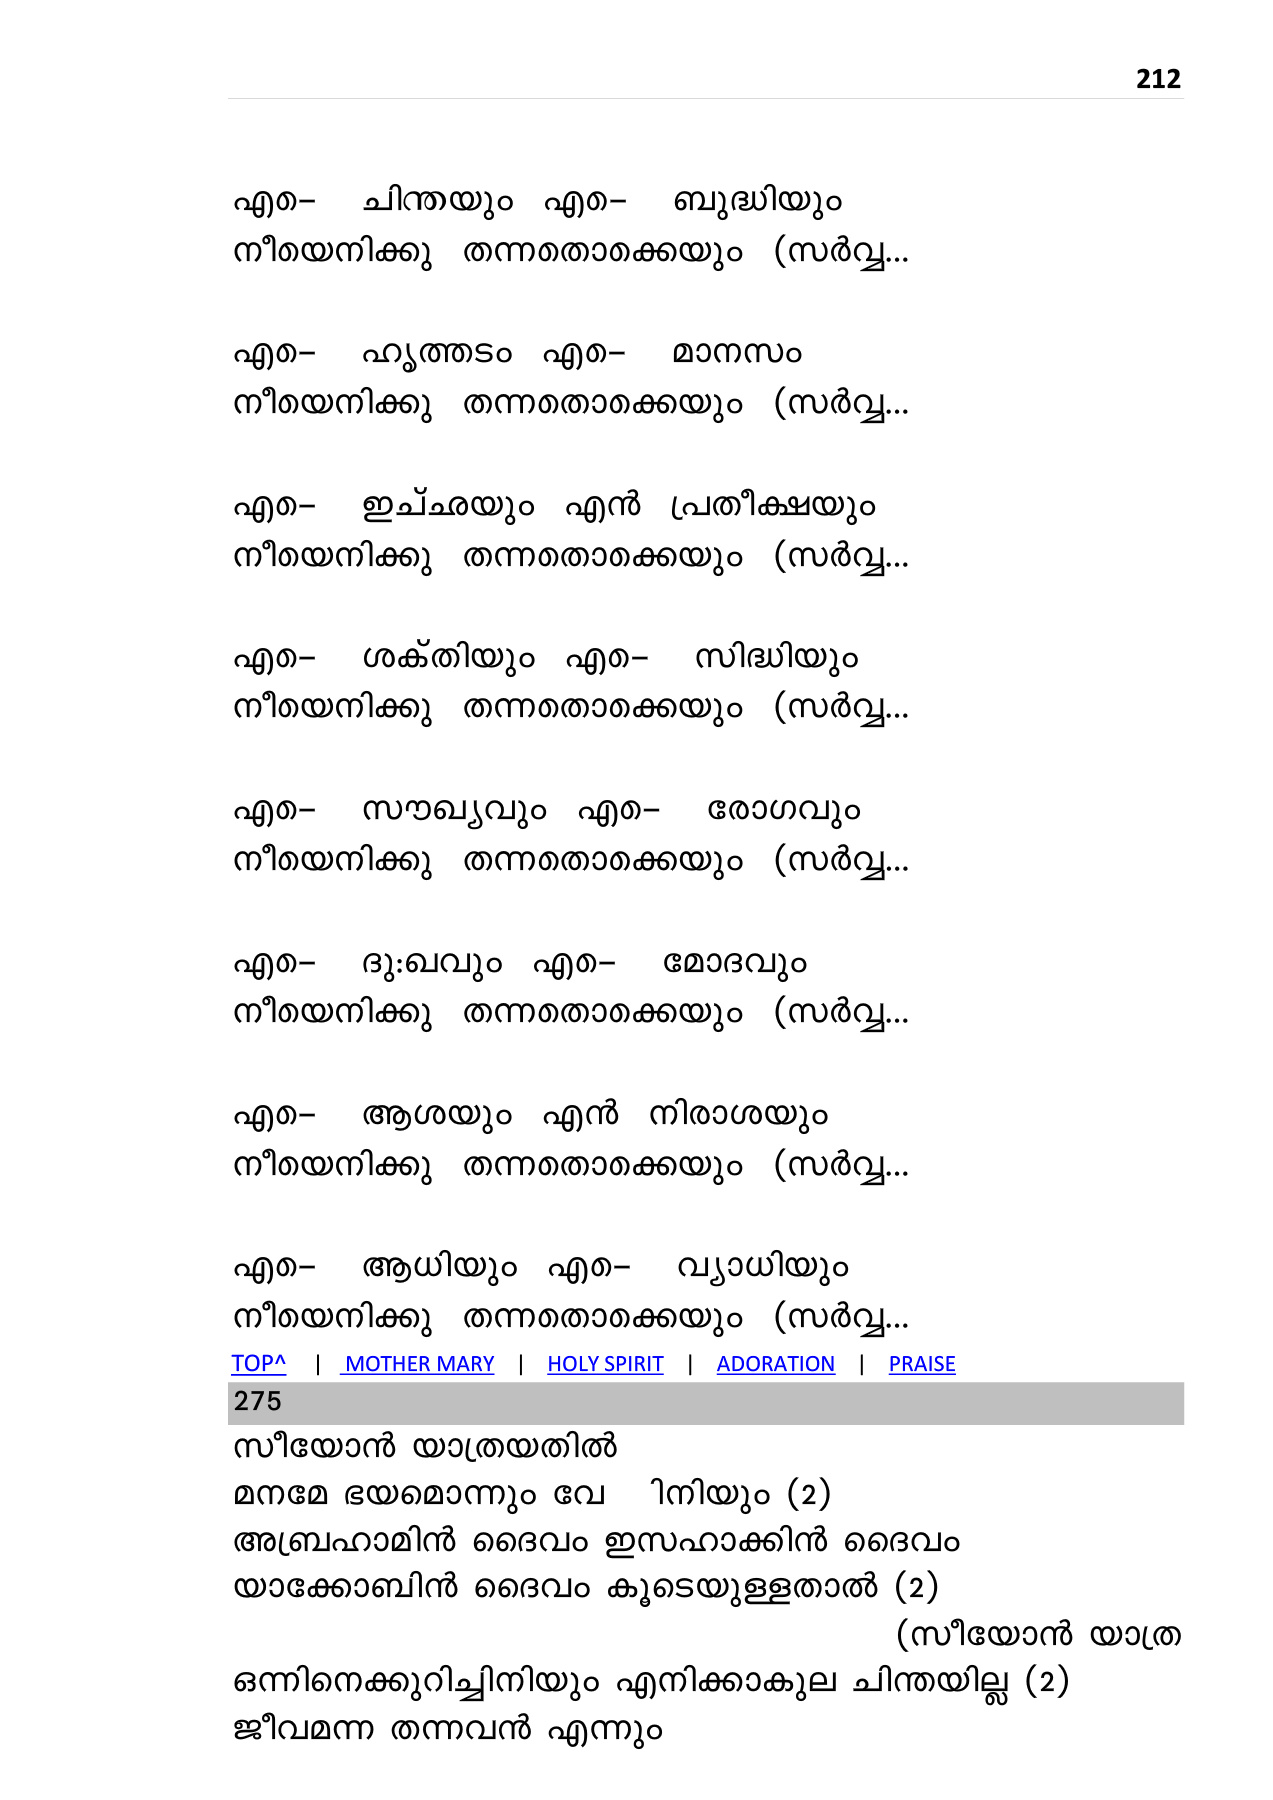 212
എെ– ചിന്തയും എെ– ബുദ്ധിയും
നീയെനിക്കു തന്നതൊക്കെയും (സർവ്വ...
എെ– ഹൃത്തടം എെ– മാനസം
നീയെനിക്കു തന്നതൊക്കെയും (സർവ്വ...
എെ– ഇച്ഛയും എൻ പ്രതീക്ഷയും
നീയെനിക്കു തന്നതൊക്കെയും (സർവ്വ...
എെ– ശക്തിയും എെ– സിദ്ധിയും
നീയെനിക്കു തന്നതൊക്കെയും (സർവ്വ...
എെ– സൗഖ്യവും എെ– രോഗവും
നീയെനിക്കു തന്നതൊക്കെയും (സർവ്വ...
എെ– ദു:ഖവും എെ– മോദവും
നീയെനിക്കു തന്നതൊക്കെയും (സർവ്വ...
എെ– ആശയും എൻ നിരാശയും
നീയെനിക്കു തന്നതൊക്കെയും (സർവ്വ...
എെ– ആധിയും എെ– വ്യാധിയും
നീയെനിക്കു തന്നതൊക്കെയും (സർവ്വ...
TOP^ | MOTHER MARY | HOLY SPIRIT | ADORATION | PRAISE
275
സീയോൻ യാത്രയതിൽ
മനമേ ഭയമൊന്നും വേ ിനിയും (2)
അബ്രഹാമിൻ ദൈവം ഇസഹാക്കിൻ ദൈവം
യാക്കോബിൻ ദൈവം കൂടെയുള്ളതാൽ (2)
(സീയോൻ യാത്ര
ഒന്നിനെക്കുറിച്ചിനിയും എനിക്കാകുല ചിന്തയില്ല (2)
ജീവമന്ന തന്നവൻ എന്നും